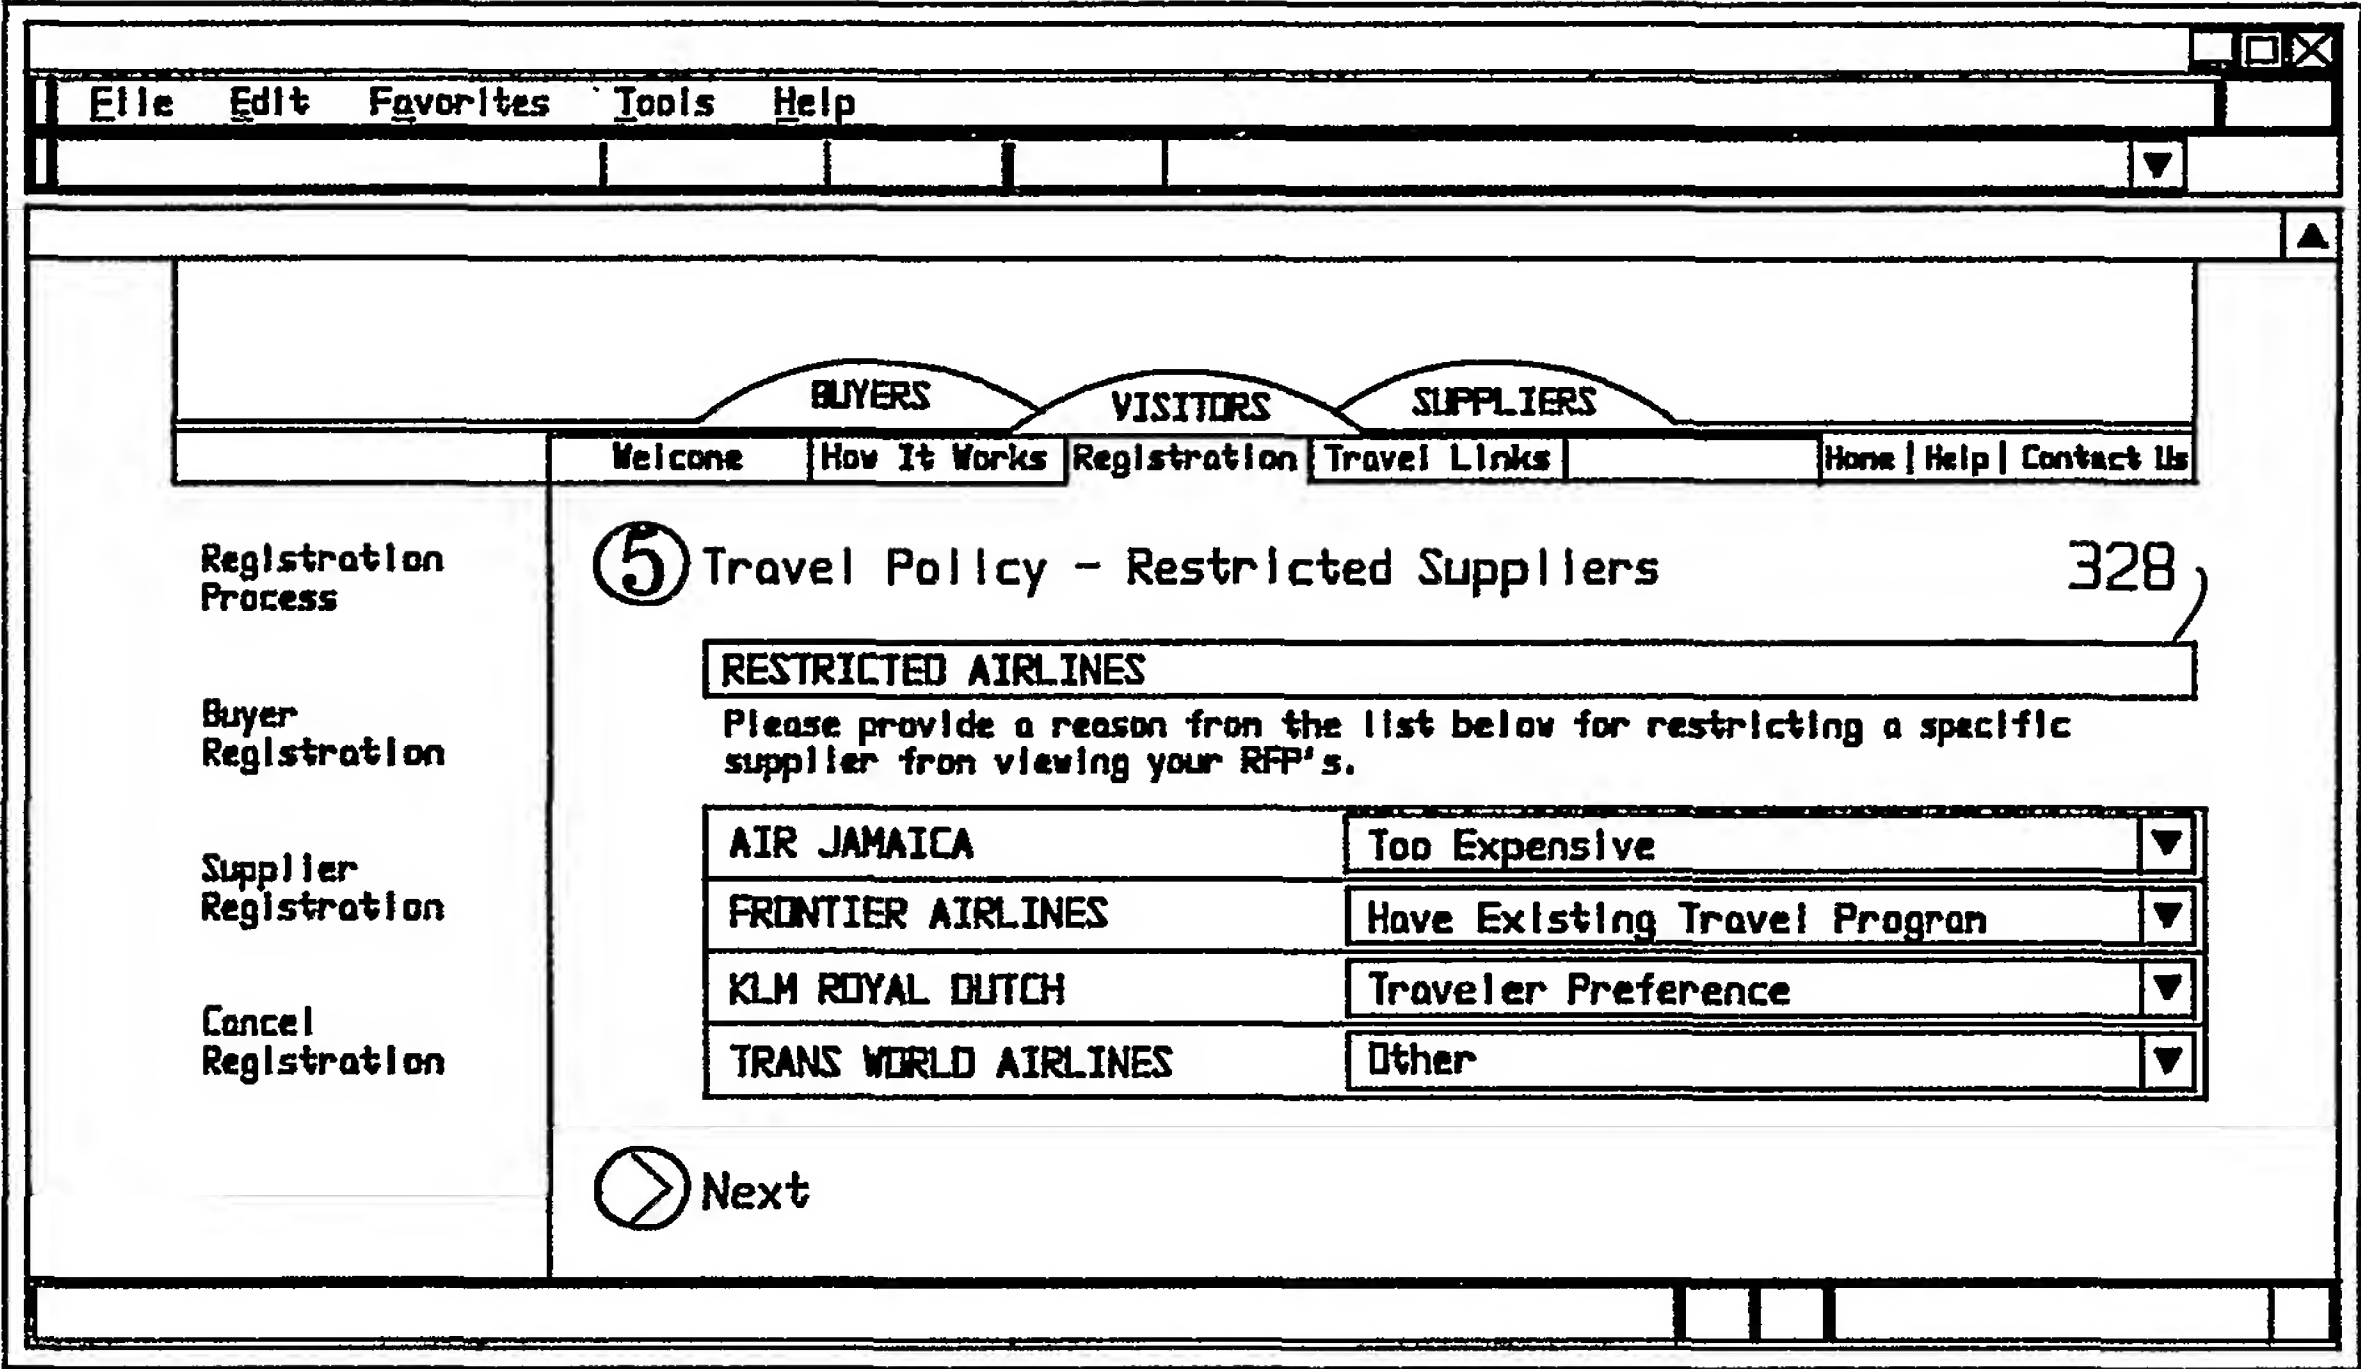 File Edit Favorites Tools Help
BUYERS VISITORS SUPPLIERS
Welcome How It Works Registration Travel Links Home | Help | Contact Us
Registration
Process
Buyer
Registration
Supplier
Registration
Cancel
Registration
5 Travel Policy - Restricted Suppliers 328
RESTRICTED AIRLINES
Please provide a reason from the list below for restricting a specific
supplier from viewing your RFP's.
AIR JAMAICA Too Expensive
FRONTIER AIRLINES Have Existing Travel Program
KLM ROYAL DUTCH Traveler Preference
TRANS WORLD AIRLINES Other
Next